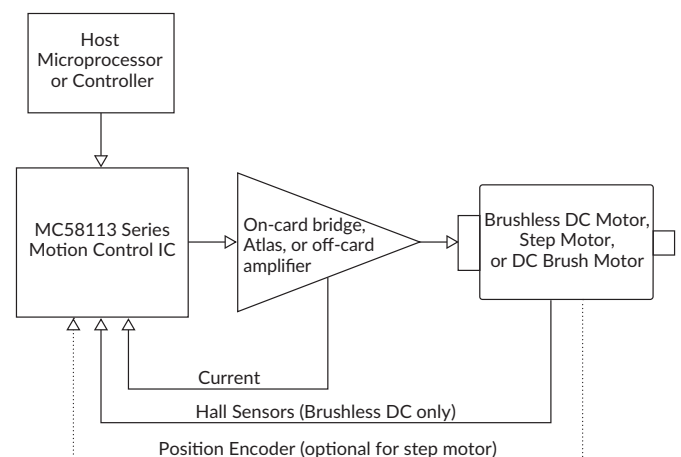 Host
Microprocessor
or Controller
MC58113 Series
Motion Control IC
On-card bridge,
Atlas, or off-card
amplifier
Brushless DC Motor,
Step Motor,
or DC Brush Motor
Current
Hall Sensors (Brushless DC only)
Position Encoder (optional for step motor)